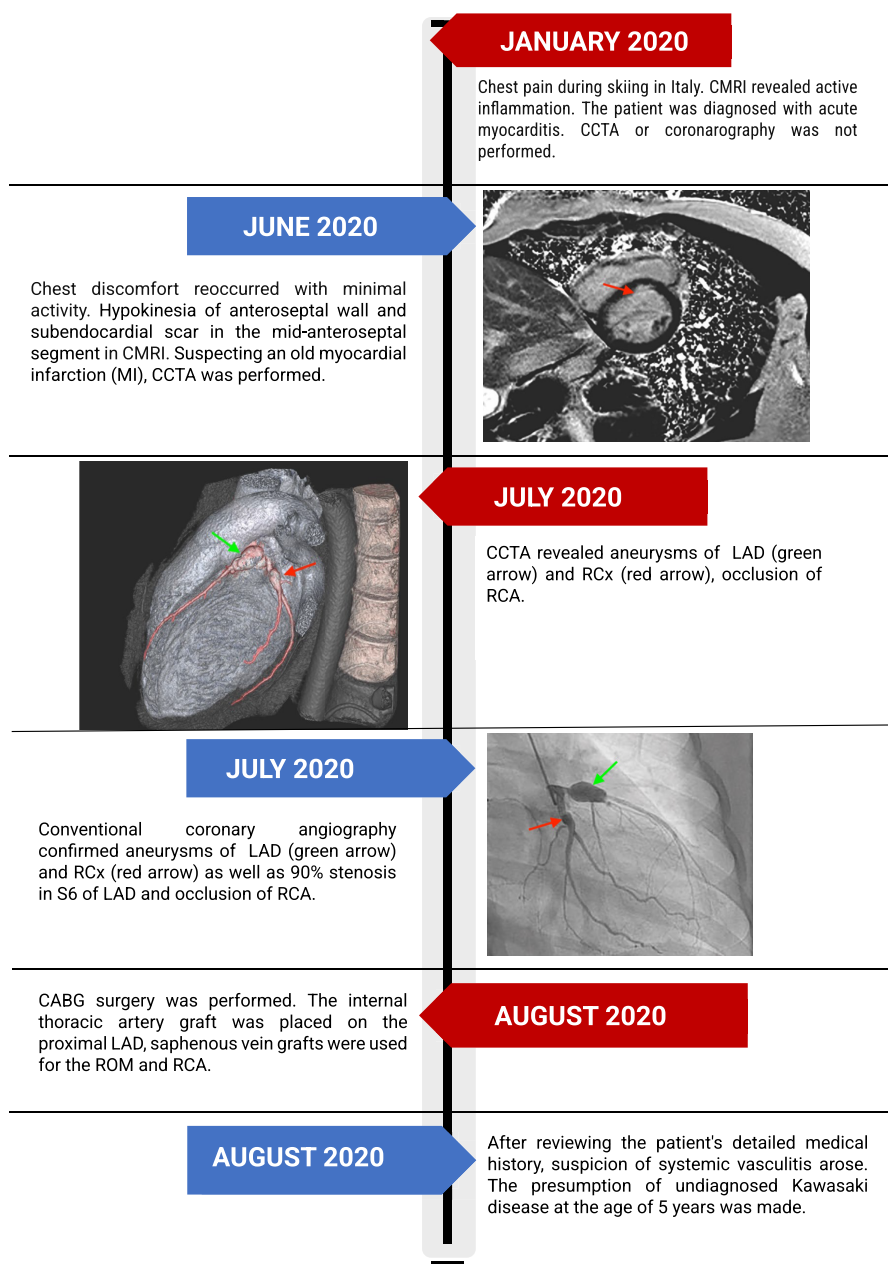 JANUARY 2020
Chest pain during skiing in Italy. CMRI revealed active
inflammation. The patient was diagnosed with acute
myocarditis. CCTA or coronarography was not
performed.
JUNE 2020
Chest discomfort reoccurred with minimal
activity. Hypokinesia of anteroseptal wall and
subendocardial scar in the mid-anteroseptal
segment in CMRI. Suspecting an old myocardial
infarction (MI), CCTA was performed.
JULY 2020
CCTA revealed aneurysms of LAD (green
arrow) and RCx (red arrow), occlusion of
RCA.
JULY 2020
Conventional coronary angiography
confirmed aneurysms of LAD (green arrow)
and RCx (red arrow) as well as 90% stenosis
in S6 of LAD and occlusion of RCA.
CABG surgery was performed. The internal
thoracic artery graft was placed on the
proximal LAD, saphenous vein grafts were used
for the ROM and RCA.
AUGUST 2020
AUGUST 2020
After reviewing the patient's detailed medical
history, suspicion of systemic vasculitis arose.
The presumption of undiagnosed Kawasaki
disease at the age of 5 years was made.